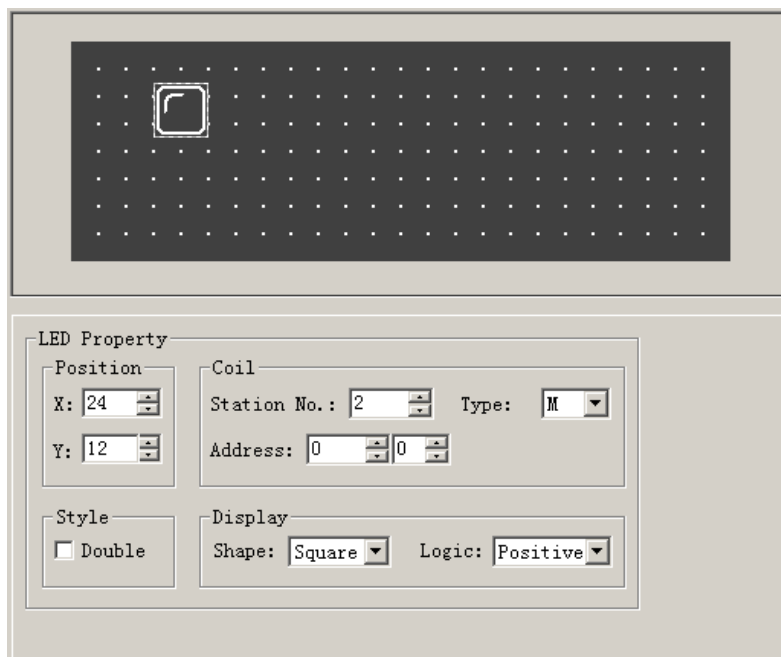 LED Property
Position
X: 24
Y: 12
Coil
Station No.: 2 Type: M
Address: 0 0
Style
Double
Display
Shape: Square Logic: Positive